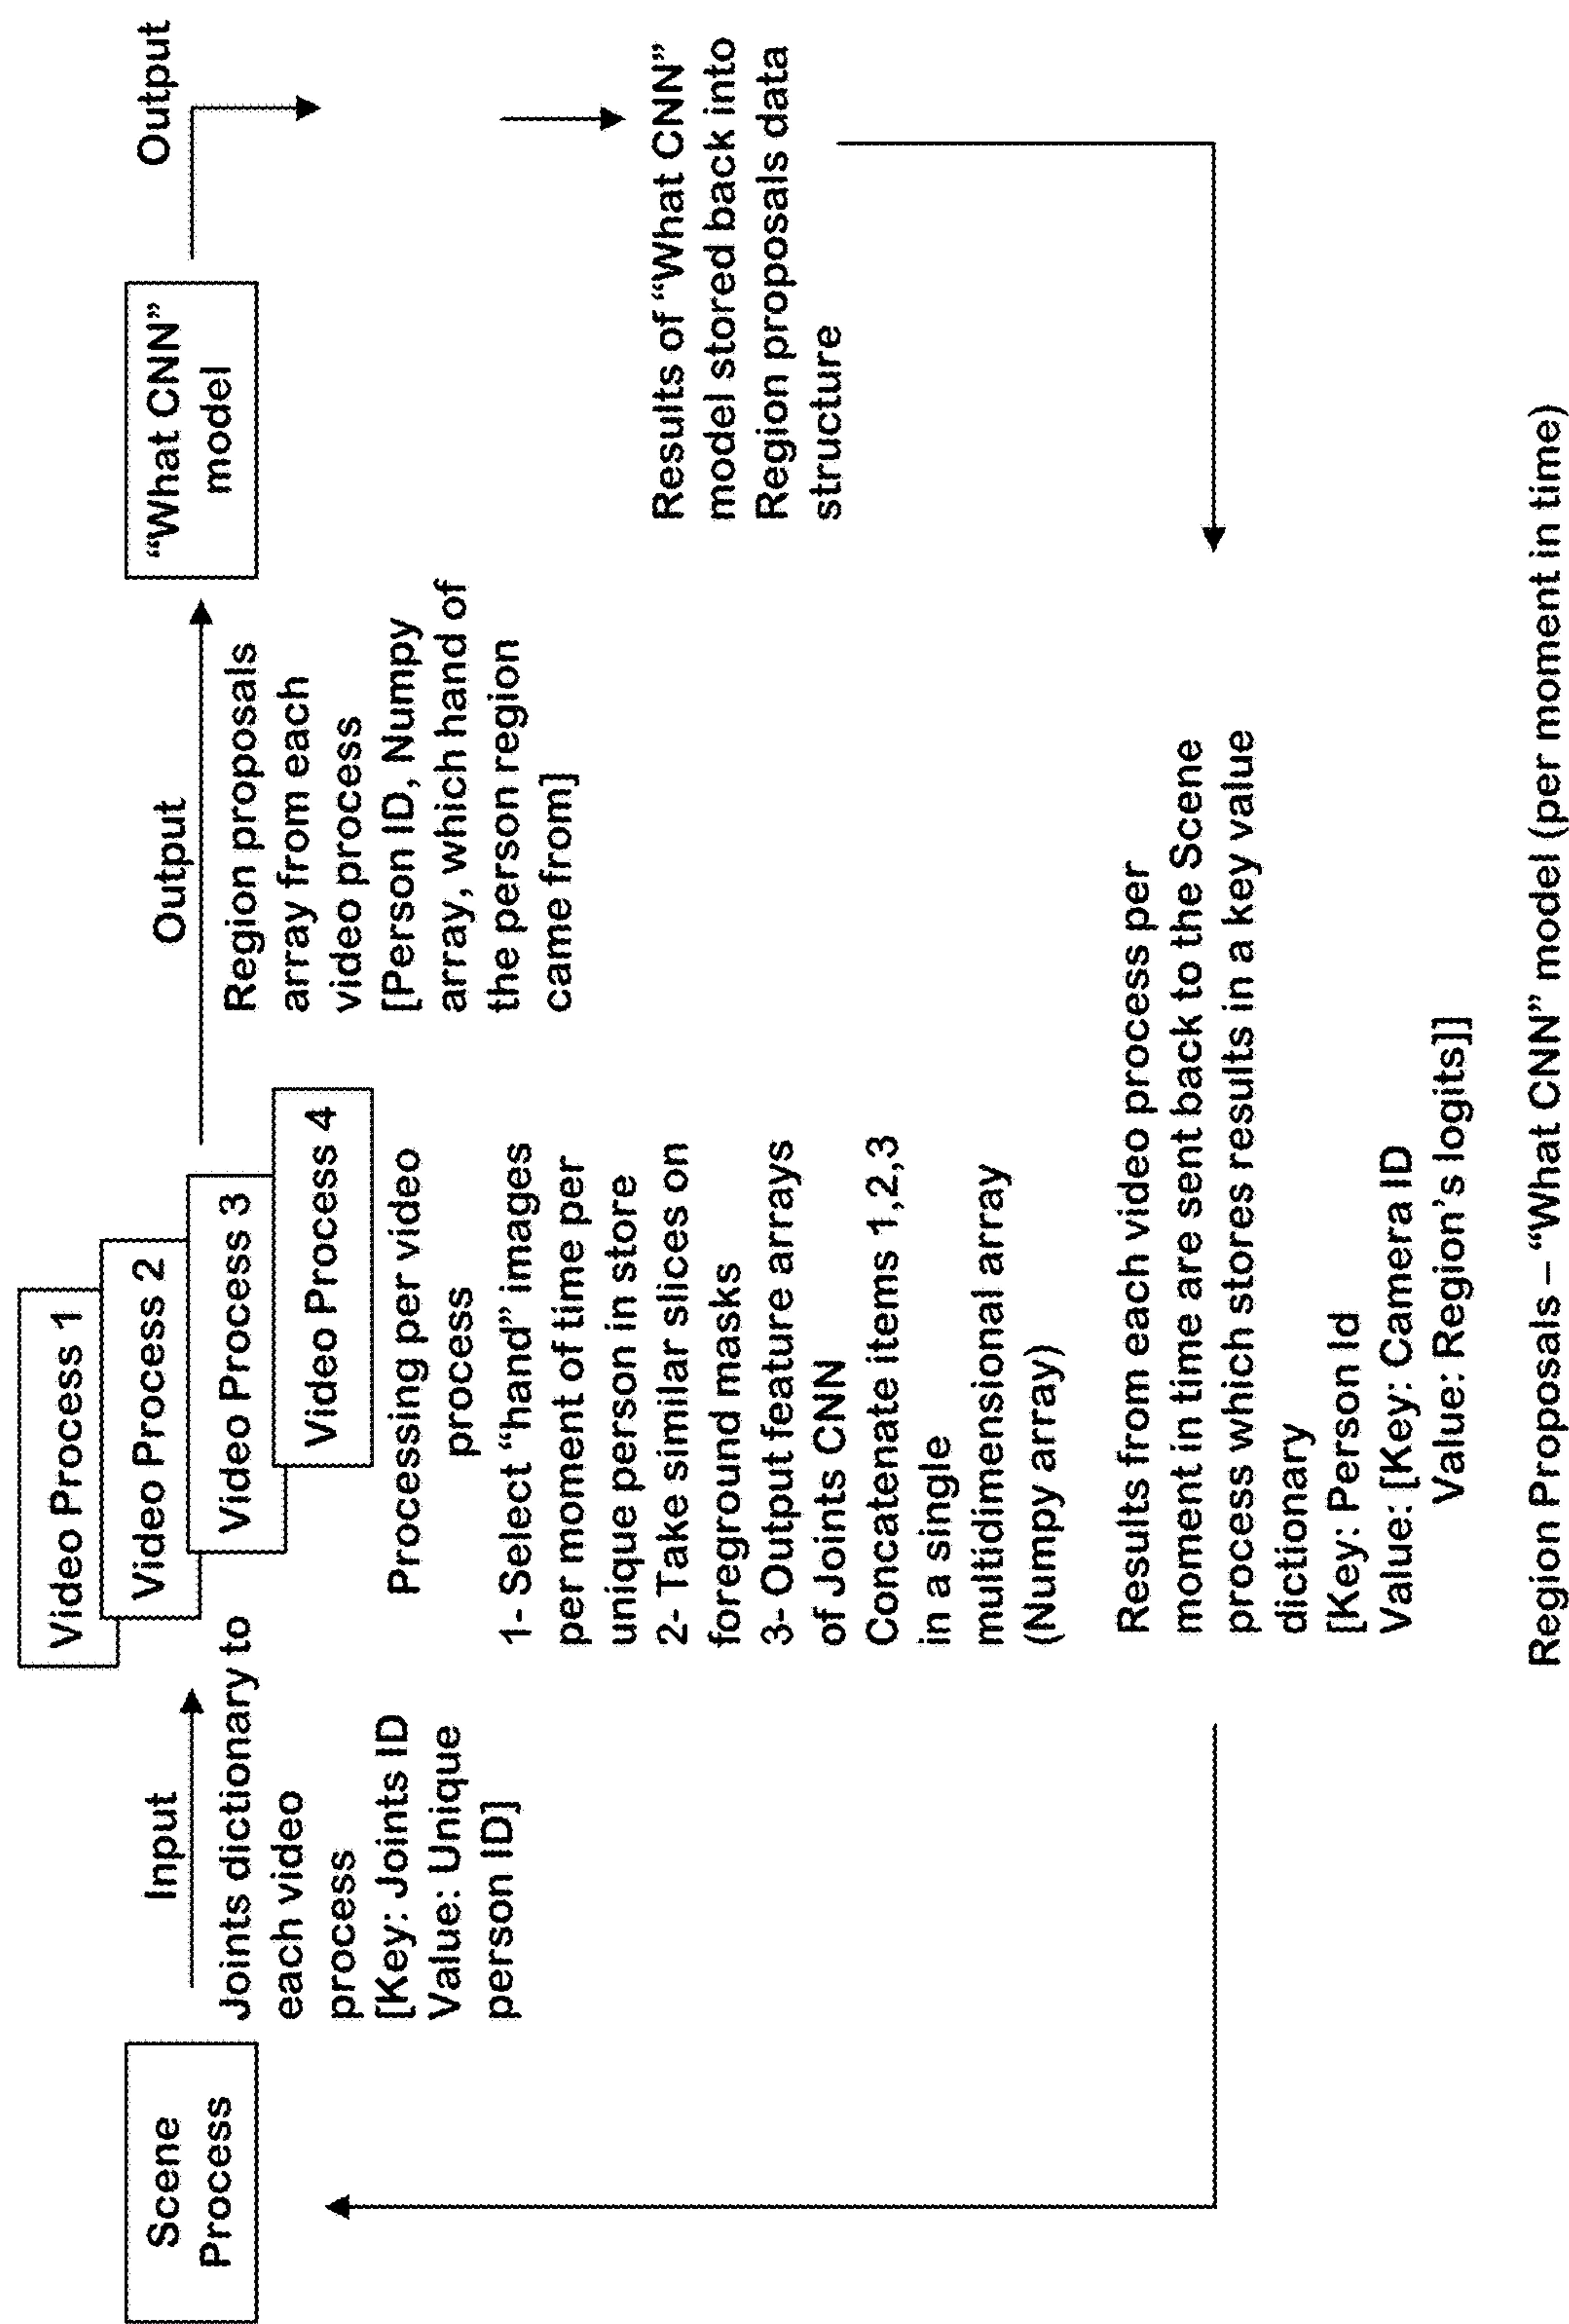 Scene
Process
Input
Joints dictionary to
each video
process
[Key: Joints ID
Value: Unique
person ID]
Video Process 1
Video Process 2
Video Process 3
Video Process 4
Processing per video
process
1- Select “hand” images
per moment of time per
unique person in store
2- Take similar slices on
foreground masks
3- Output feature arrays
of Joints CNN
Concatenate items 1,2,3
in a single
multidimensional array
(Numpy array)
Output
Region proposals
array from each
video process
[Person ID, Numpy
array, which hand of
the person region
came from]
“What CNN”
model
Output
Results of “What CNN”
model stored back into
Region proposals data
structure
Results from each video process per
moment in time are sent back to the Scene
process which stores results in a key value
dictionary
[Key: Person Id
Value: [Key: Camera ID
Value: Region's logits]]
Region Proposals – “What CNN” model (per moment in time)